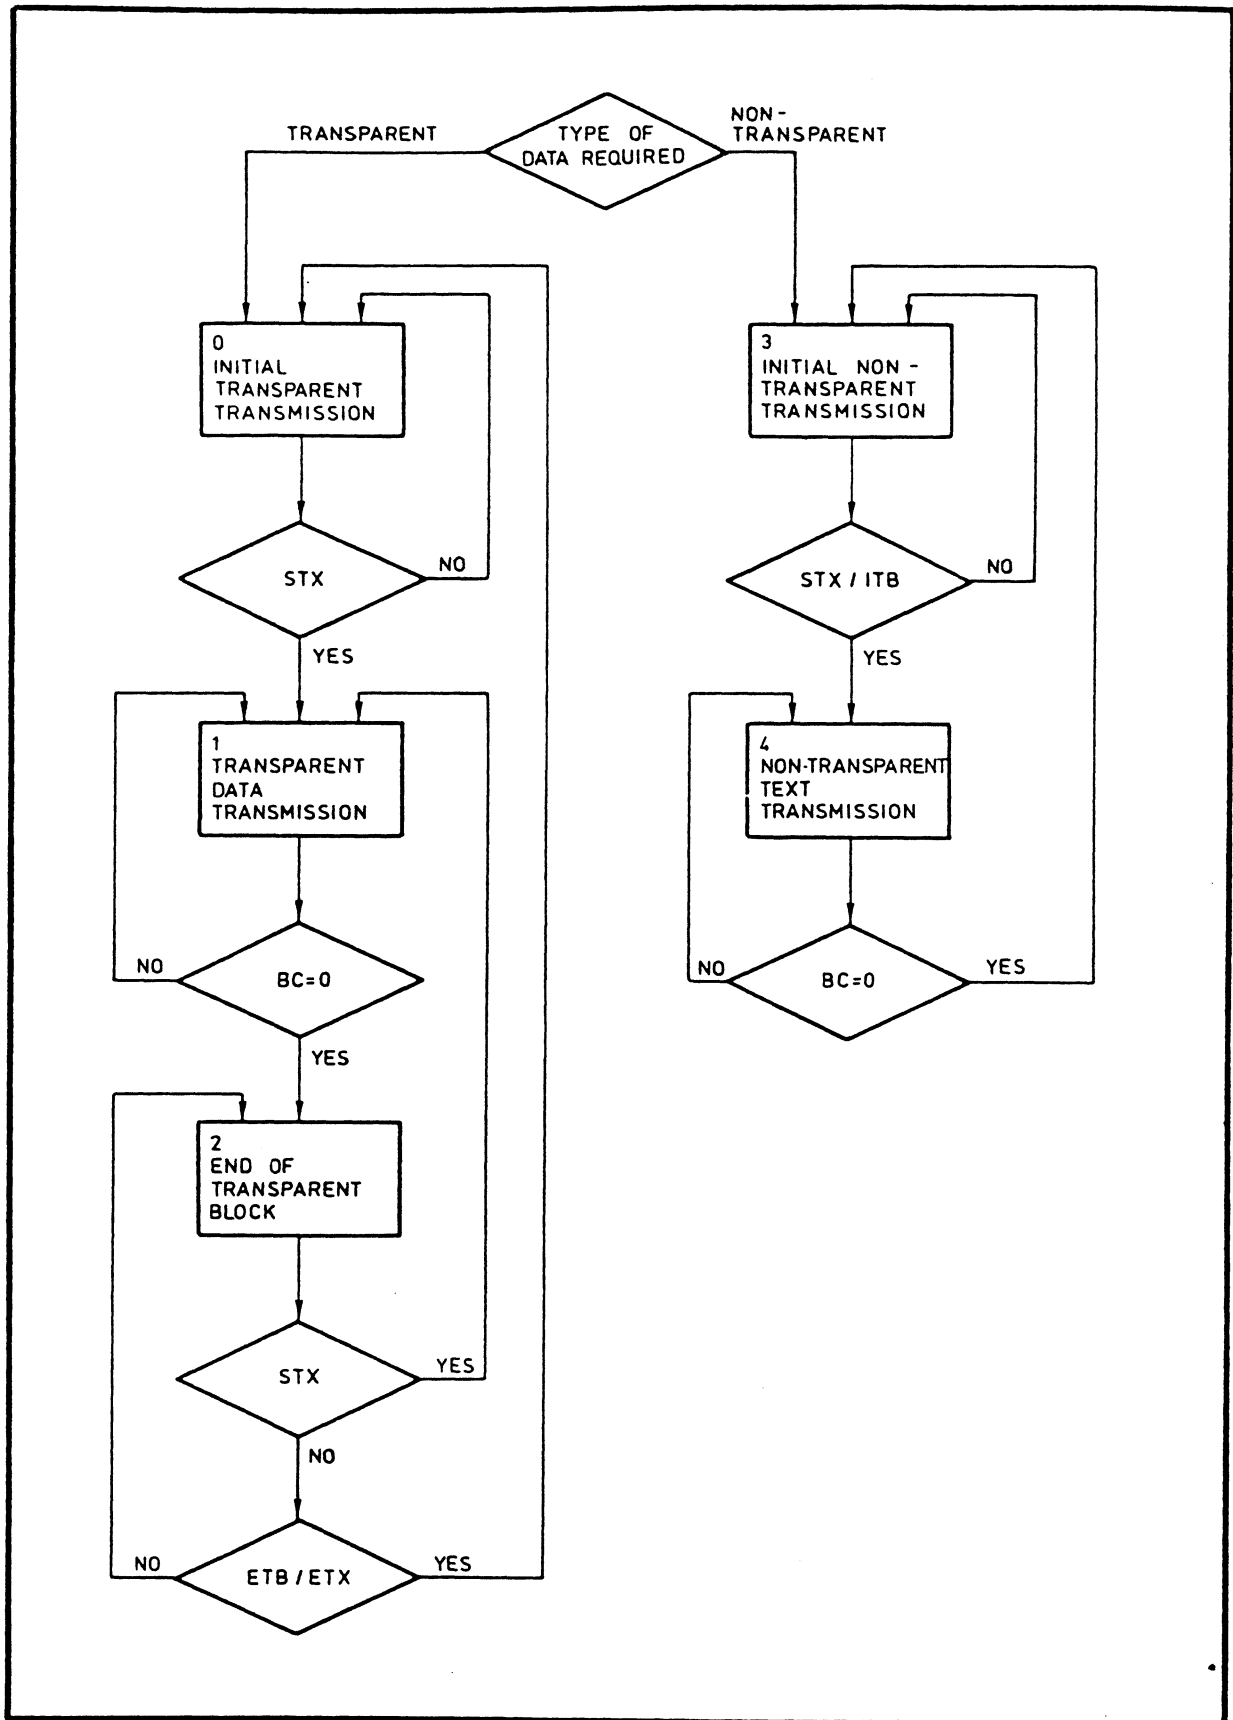 TRANSPARENT
TYPE OF
DATA REQUIRED
NON-
TRANSPARENT
0
INITIAL
TRANSPARENT
TRANSMISSION
STX
NO
YES
1
TRANSPARENT
DATA
TRANSMISSION
BC=0
NO
YES
2
END OF
TRANSPARENT
BLOCK
STX
YES
NO
ETB/ETX
NO
YES
3
INITIAL NON-
TRANSPARENT
TRANSMISSION
STX/ITB
NO
YES
4
NON-TRANSPARENT
TEXT
TRANSMISSION
BC=0
NO
YES